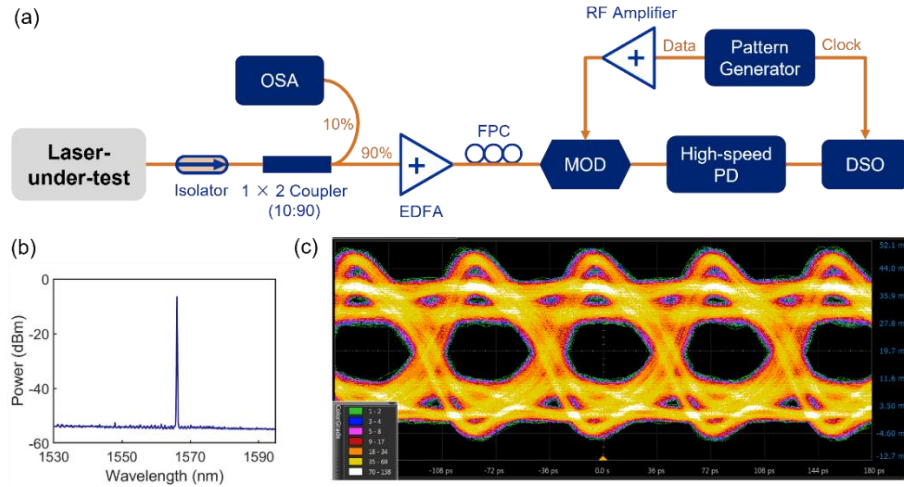 (a)
RF Amplifier
Data
Pattern
Generator
Clock
OSA
10%
90%
FPC
Laser-
under-test
Isolator
1 × 2 Coupler
(10:90)
EDFA
MOD
High-speed
PD
DSO
(b)
Power (dBm)
0
-20
-40
-60
1530
1550
1570
1590
Wavelength (nm)
(c)
52.1 m
44.0 m
35.9 m
27.8 m
19.7 m
11.6 m
3.50 m
-4.60 m
-12.7 m
ColorGrade
1 - 2
3 - 4
5 - 8
9 - 17
18 - 34
35 - 69
70 - 138
-108 ps
-72 ps
-36 ps
0.0 s
36 ps
72 ps
108 ps
144 ps
180 ps